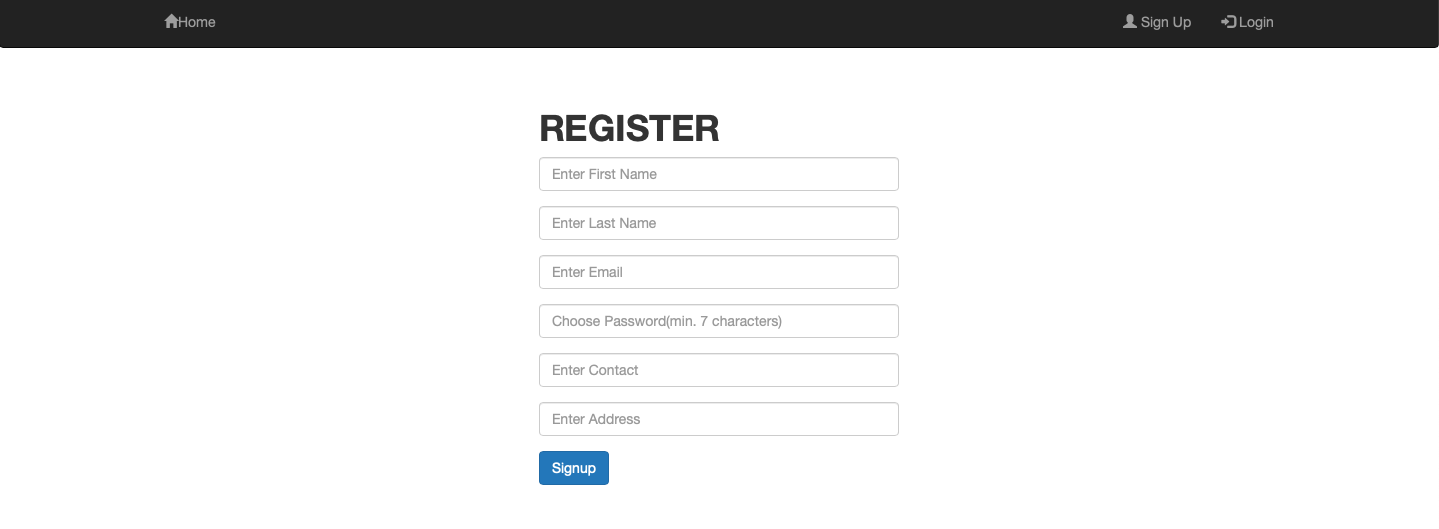 Home Sign Up Login
REGISTER
Enter First Name
Enter Last Name
Enter Email
Choose Password(min. 7 characters)
Enter Contact
Enter Address
Signup